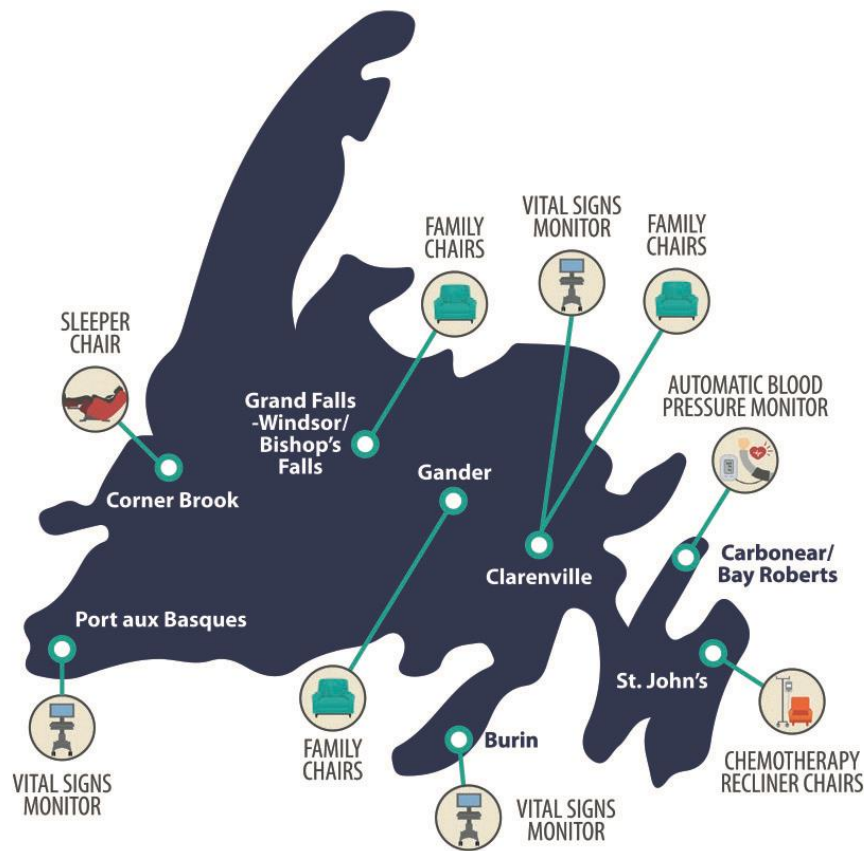 VITAL SIGNS
MONITOR
FAMILY
CHAIRS
FAMILY
CHAIRS
SLEEPER
CHAIR
AUTOMATIC BLOOD
PRESSURE MONITOR
Grand Falls
-Windsor/
Bishop's
Falls
Gander
Corner Brook
Clarenville
Carbonear/
Bay Roberts
Port aux Basques
St. John's
FAMILY
CHAIRS
Burin
CHEMOTHERAPY
RECLINER CHAIRS
VITAL SIGNS
MONITOR
VITAL SIGNS
MONITOR